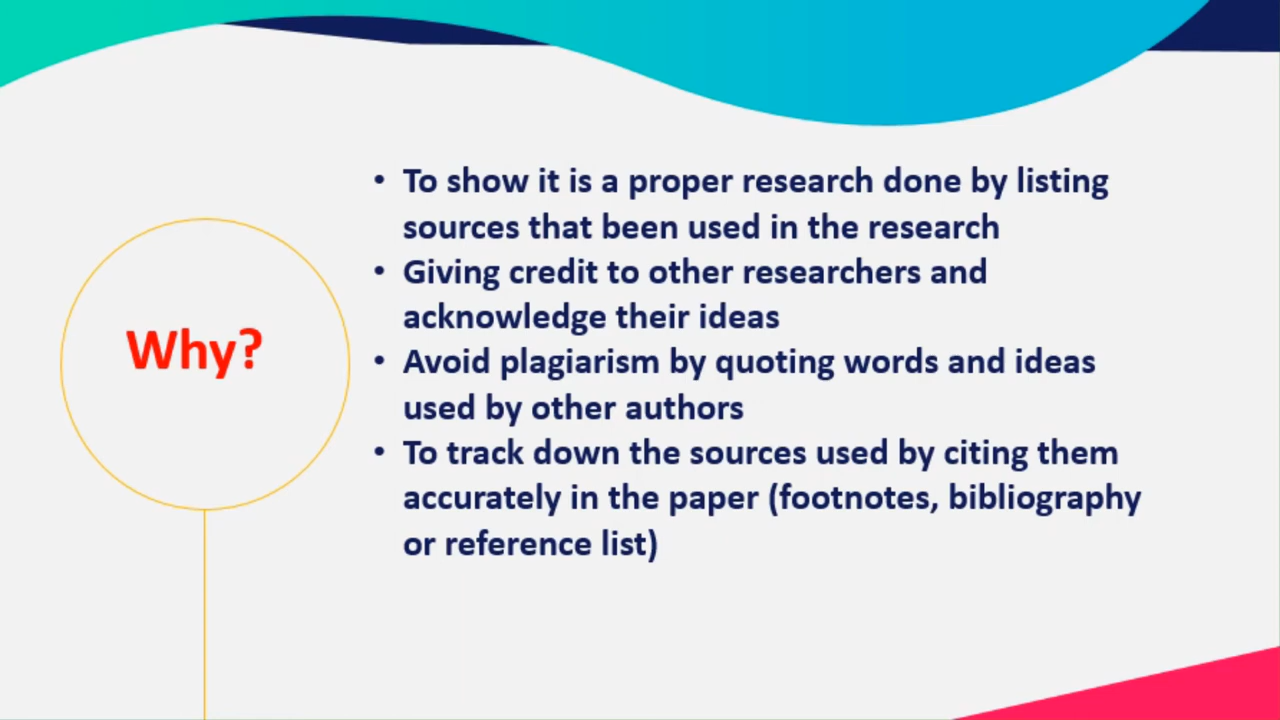 Why?
• To show it is a proper research done by listing
sources that been used in the research
• Giving credit to other researchers and
acknowledge their ideas
• Avoid plagiarism by quoting words and ideas
used by other authors
• To track down the sources used by citing them
accurately in the paper (footnotes, bibliography
or reference list)